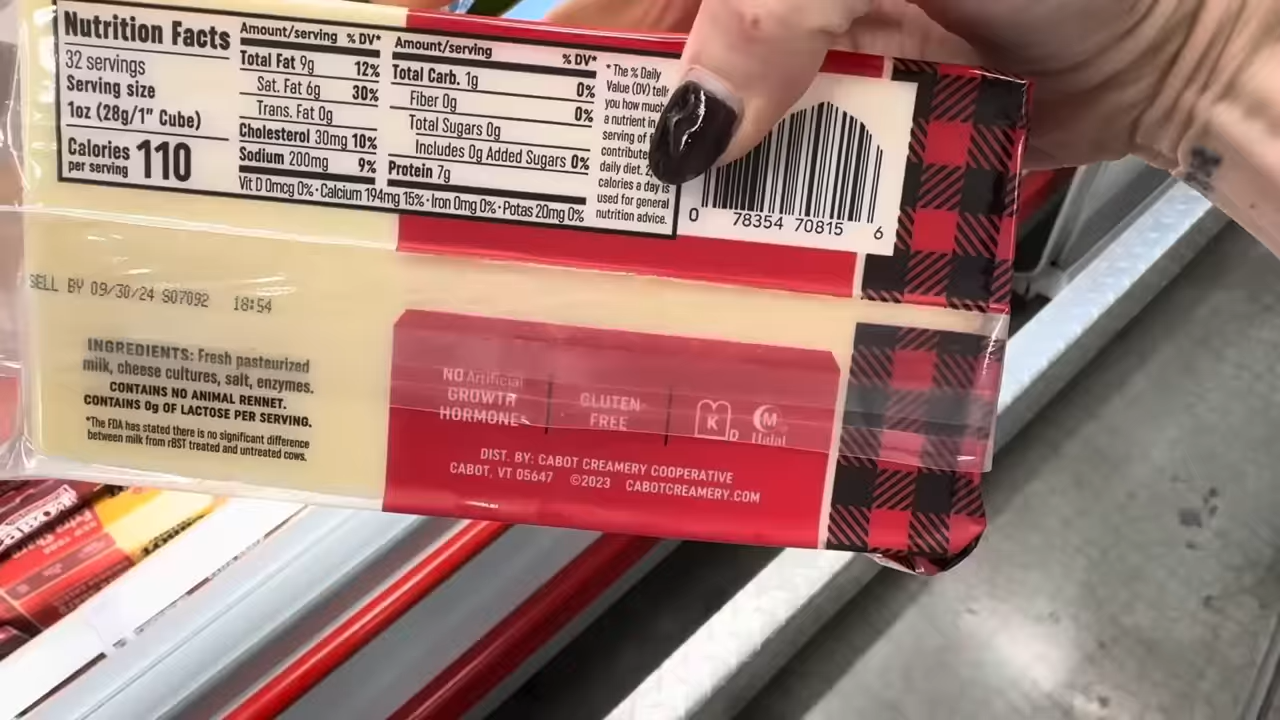 Nutrition Facts
32 servings
Serving size
1oz (28g/1" Cube)
Calories
per serving 110
Amount/serving % DV*
Total Fat 9g 12%
Sat. Fat 6g 30%
Trans. Fat 0g
Cholesterol 30mg 10%
Sodium 200mg 9%
Amount/serving % DV*
Total Carb. 1g 0%
Fiber 0g 0%
Total Sugars 0g
Includes 0g Added Sugars 0%
Protein 7g
Vit D 0mcg 0% · Calcium 194mg 15% · Iron 0mg 0% · Potas 20mg 0%
*The % Daily
Value (DV)
you how much
a nutrient in
serving of
contribute
daily diet.
calories a day is
used for general
nutrition advice.
0 78354 70815 6
SELL BY 09/30/24 S07092 18:54
INGREDIENTS: Fresh pasteurized
milk, cheese cultures, salt, enzymes.
CONTAINS NO ANIMAL RENNET.
CONTAINS 0g OF LACTOSE PER SERVING.
*The FDA has stated there is no significant difference
between milk from rBST treated and untreated cows.
NO Artificial
GROWTH
HORMONES
GLUTEN
FREE
K D
M
Halal
DIST. BY: CABOT CREAMERY COOPERATIVE
CABOT, VT 05647 ©2023 CABOTCREAMERY.COM